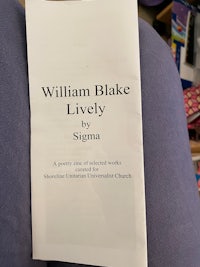 William Blake
Lively
by
Sigma
A poetry zine of selected works
curated for
Shoreline Unitarian Universalist Church